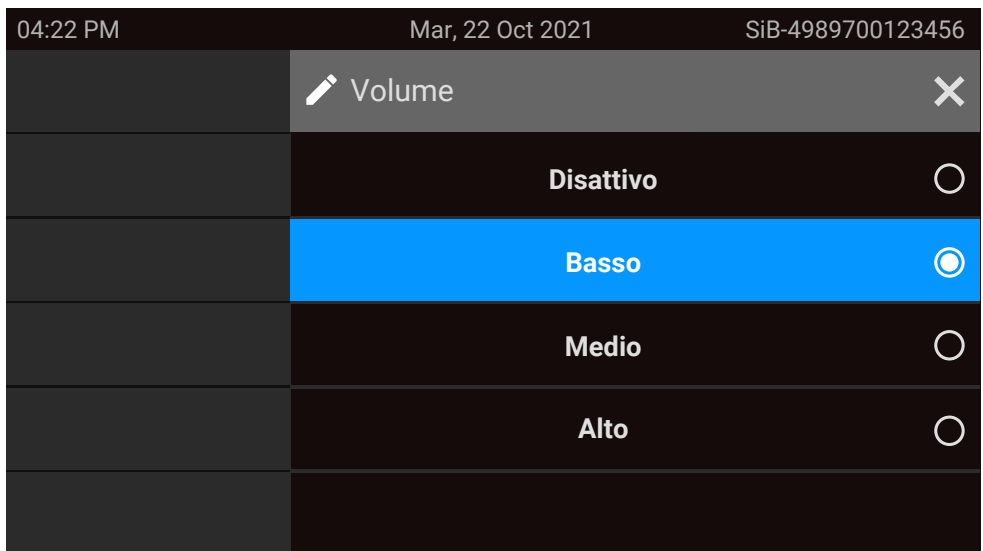 04:22 PM Mar, 22 Oct 2021 SiB-4989700123456
Volume
Disattivo
Basso
Medio
Alto